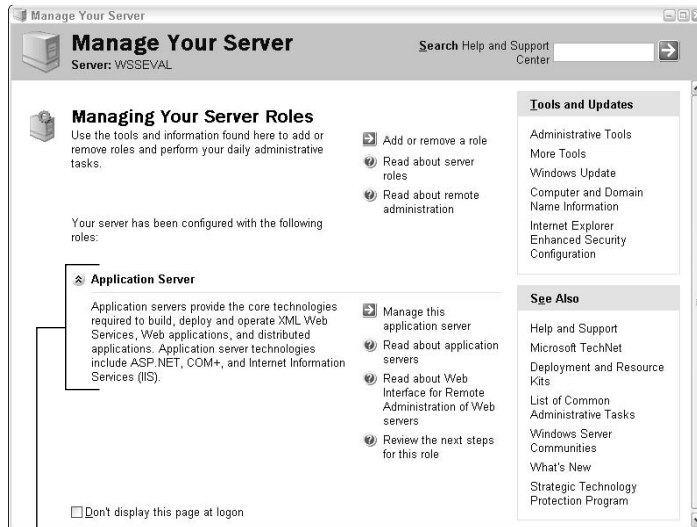 Manage Your Server
Manage Your Server
Server: WSSEVAL
Search Help and Support
Center
Managing Your Server Roles
Use the tools and information found here to add or
remove roles and perform your daily administrative
tasks.
Add or remove a role
Read about server
roles
Read about remote
administration
Your server has been configured with the following
roles:
Application Server
Application servers provide the core technologies
required to build, deploy and operate XML Web
Services, Web applications, and distributed
applications. Application server technologies
include ASP.NET, COM+, and Internet Information
Services (IIS).
Manage this
application server
Read about application
servers
Read about Web
Interface for Remote
Administration of Web
servers
Review the next steps
for this role
Don't display this page at logon
Tools and Updates
Administrative Tools
More Tools
Windows Update
Computer and Domain
Name Information
Internet Explorer
Enhanced Security
Configuration
See Also
Help and Support
Microsoft TechNet
Deployment and Resource
Kits
List of Common
Administrative Tasks
Windows Server
Communities
What's New
Strategic Technology
Protection Program